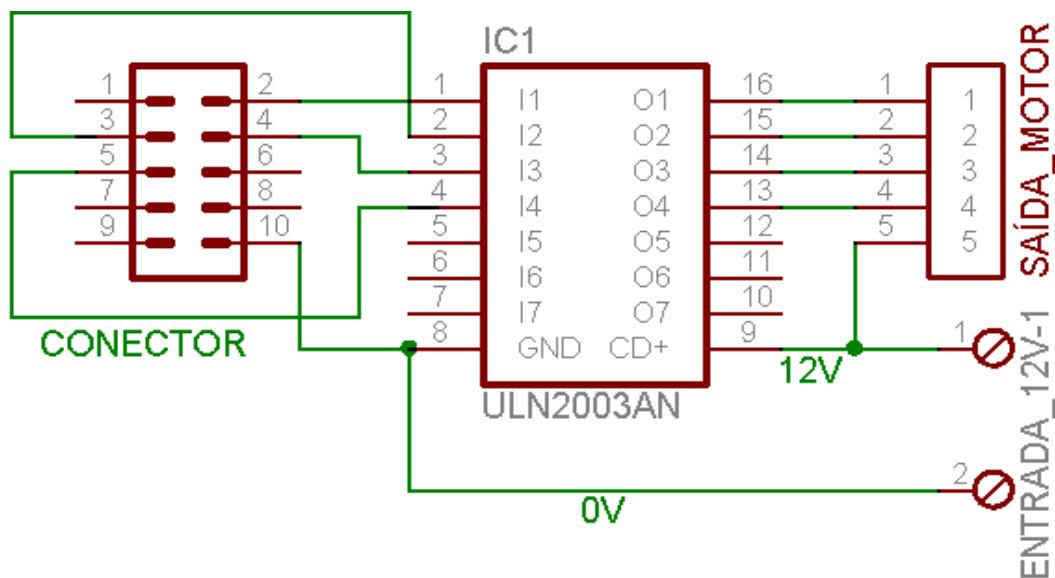 IC1
1 2
3 4
5 6
7 8
9 10
CONECTOR
1 I1 O1 16
2 I2 O2 15
3 I3 O3 14
4 I4 O4 13
5 I5 O5 12
6 I6 O6 11
7 I7 O7 10
8 GND CD+ 9
ULN2003AN
1 1
2 2
3 3
4 4
5 5
SAÍDA_MOTOR
12V
1
0V
2
ENTRADA_12V-1